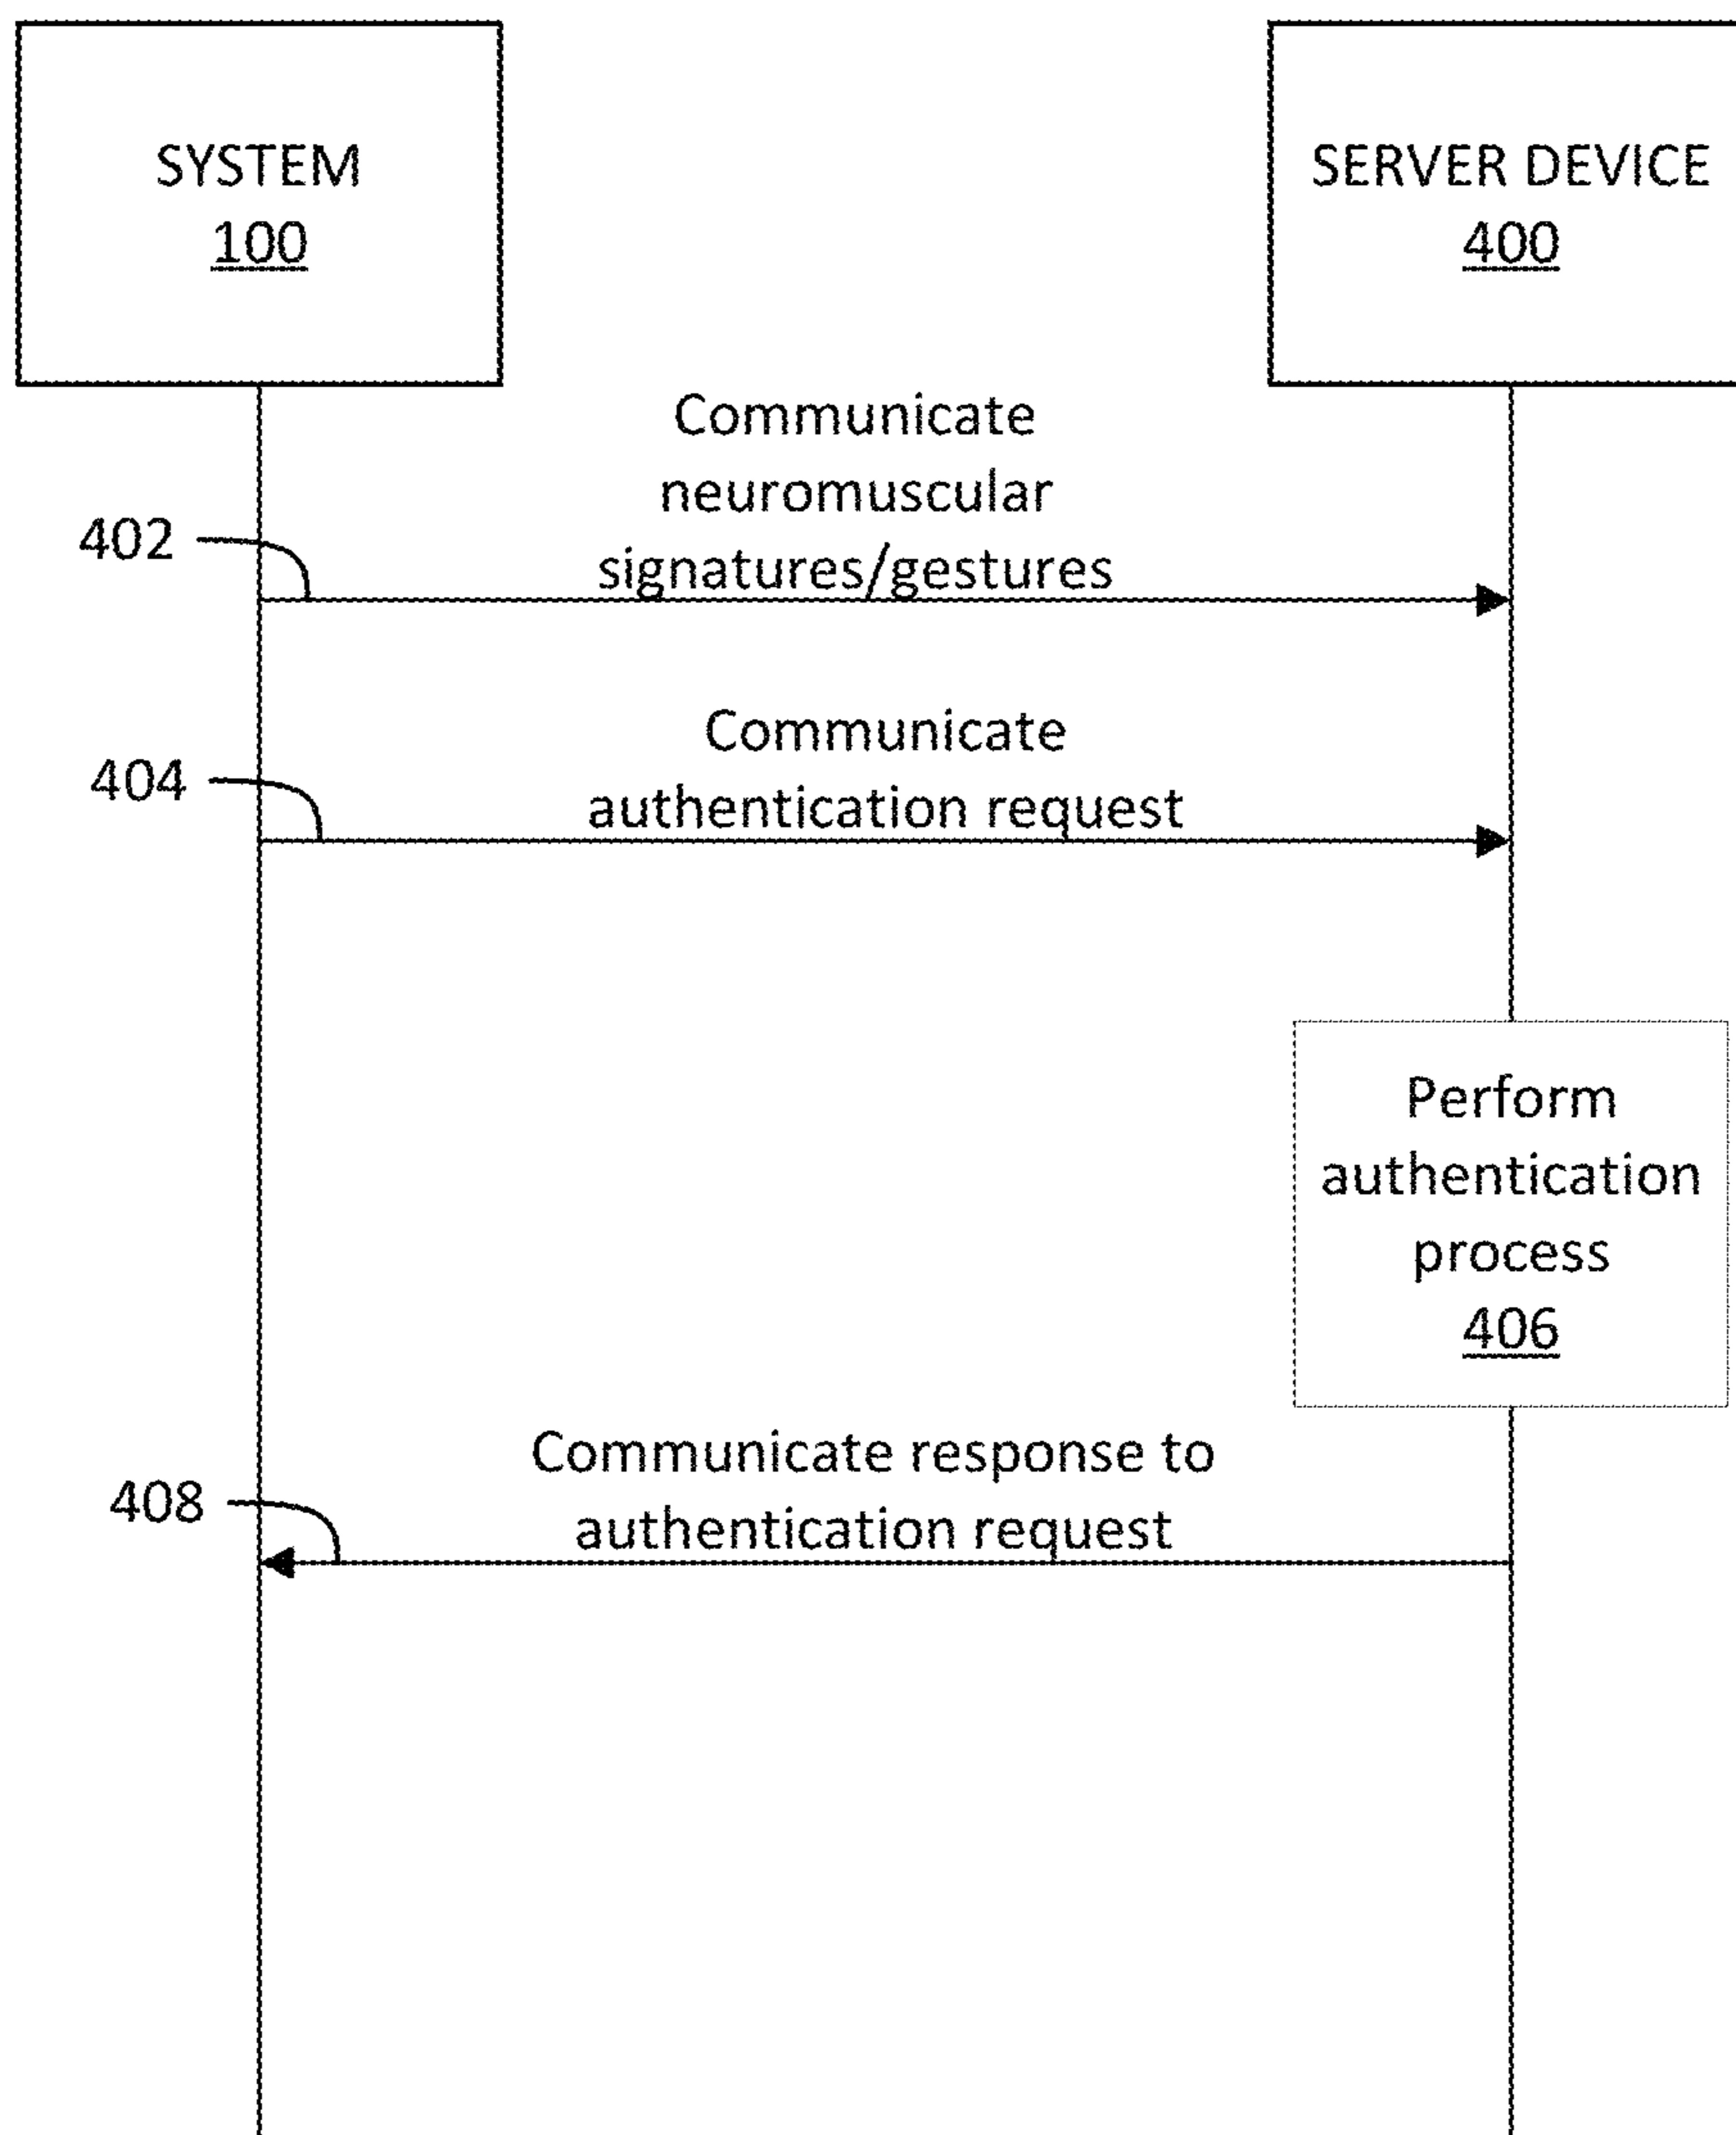 SYSTEM
100
SERVER DEVICE
400
Communicate
neuromuscular
signatures/gestures
402
Communicate
authentication request
404
Perform
authentication
process
406
Communicate response to
authentication request
408